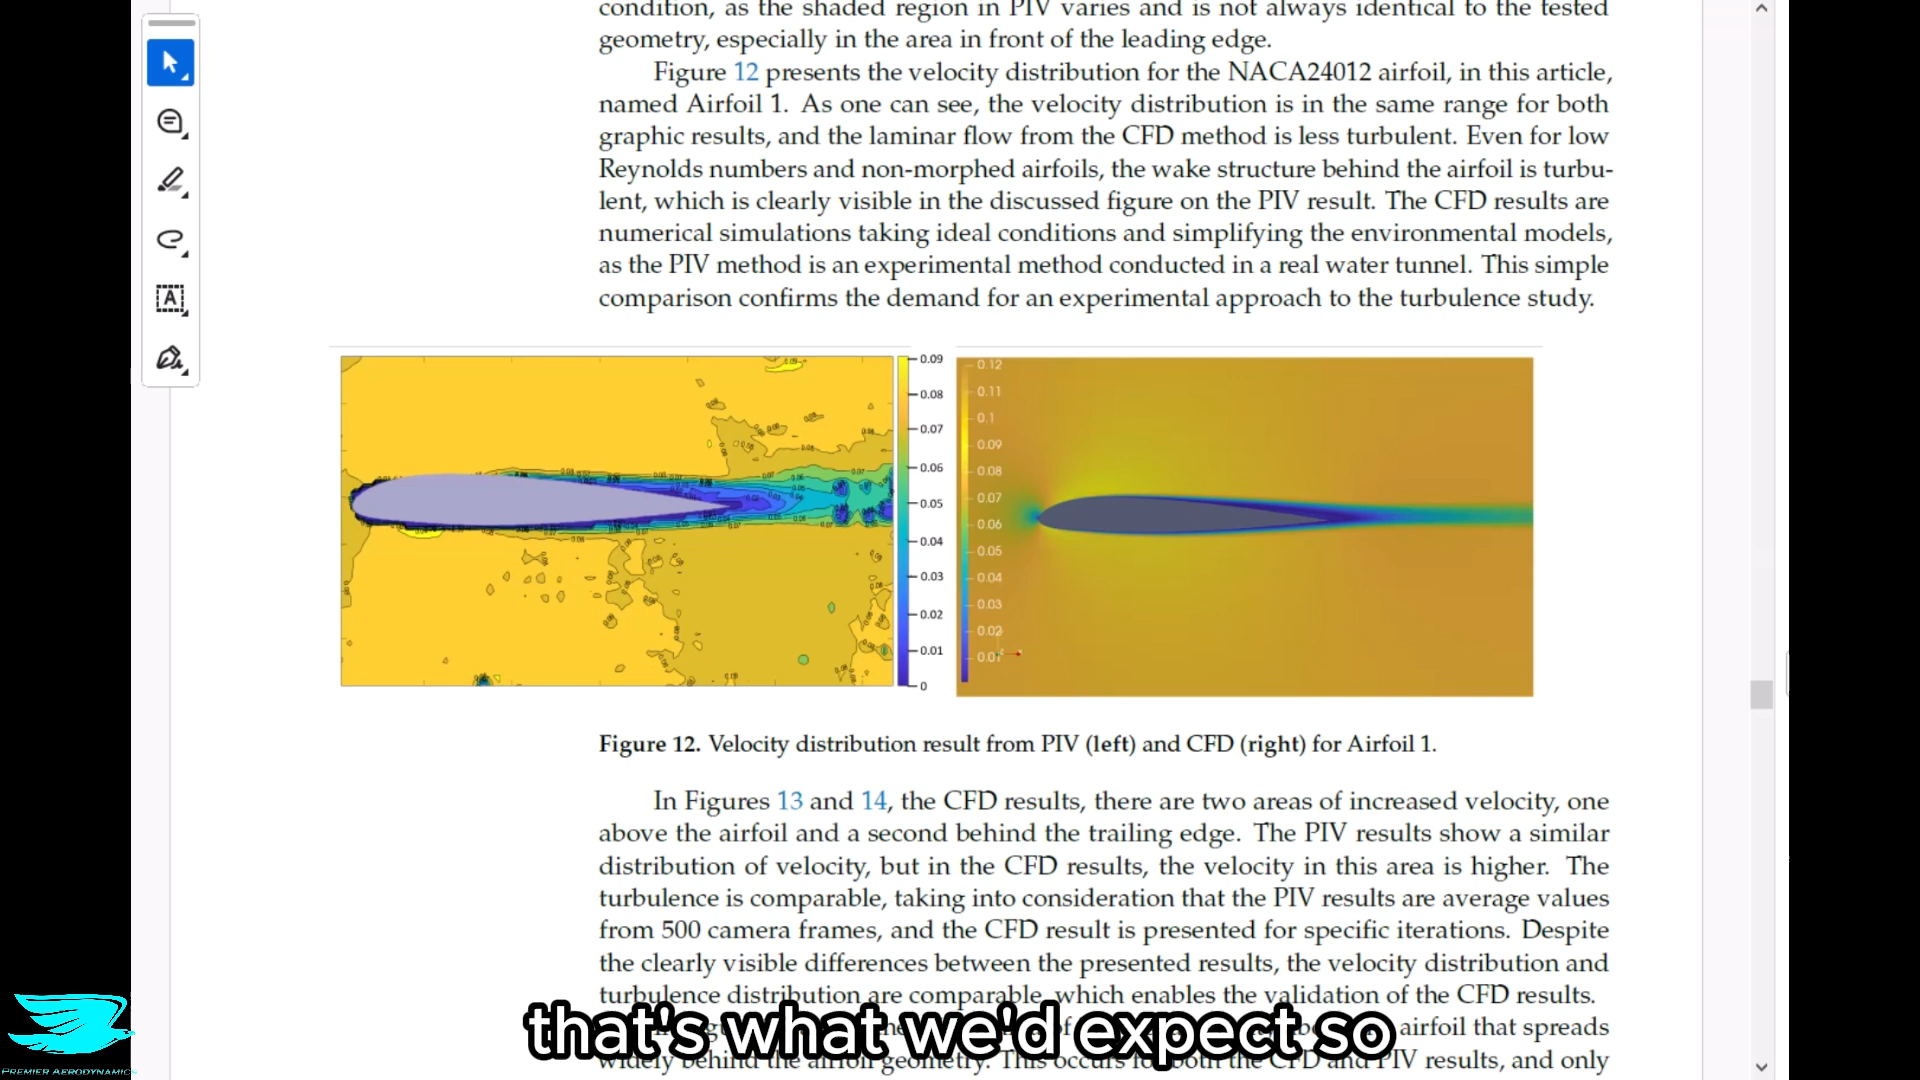 condition, as the shaded region in PIV varies and is not always identical to the tested
geometry, especially in the area in front of the leading edge.
Figure 12 presents the velocity distribution for the NACA24012 airfoil, in this article,
named Airfoil 1. As one can see, the velocity distribution is in the same range for both
graphic results, and the laminar flow from the CFD method is less turbulent. Even for low
Reynolds numbers and non-morphed airfoils, the wake structure behind the airfoil is turbu-
lent, which is clearly visible in the discussed figure on the PIV result. The CFD results are
numerical simulations taking ideal conditions and simplifying the environmental models,
as the PIV method is an experimental method conducted in a real water tunnel. This simple
comparison confirms the demand for an experimental approach to the turbulence study.
0.09
0.08
0.07
0.06
0.05
0.04
0.03
0.02
0.01
0
0.12
0.11
0.1
0.09
0.08
0.07
0.06
0.05
0.04
0.03
0.02
0.01
Figure 12. Velocity distribution result from PIV (left) and CFD (right) for Airfoil 1.
In Figures 13 and 14, the CFD results, there are two areas of increased velocity, one
above the airfoil and a second behind the trailing edge. The PIV results show a similar
distribution of velocity, but in the CFD results, the velocity in this area is higher. The
turbulence is comparable, taking into consideration that the PIV results are average values
from 500 camera frames, and the CFD result is presented for specific iterations. Despite
the clearly visible differences between the presented results, the velocity distribution and
turbulence distribution are comparable, which enables the validation of the CFD results.
airfoil that spreads
widely behind the airfoil geometry. This occurs for both the CFD and PIV results, and only
that's what we'd expect so
PREMIER AERODYNAMICS